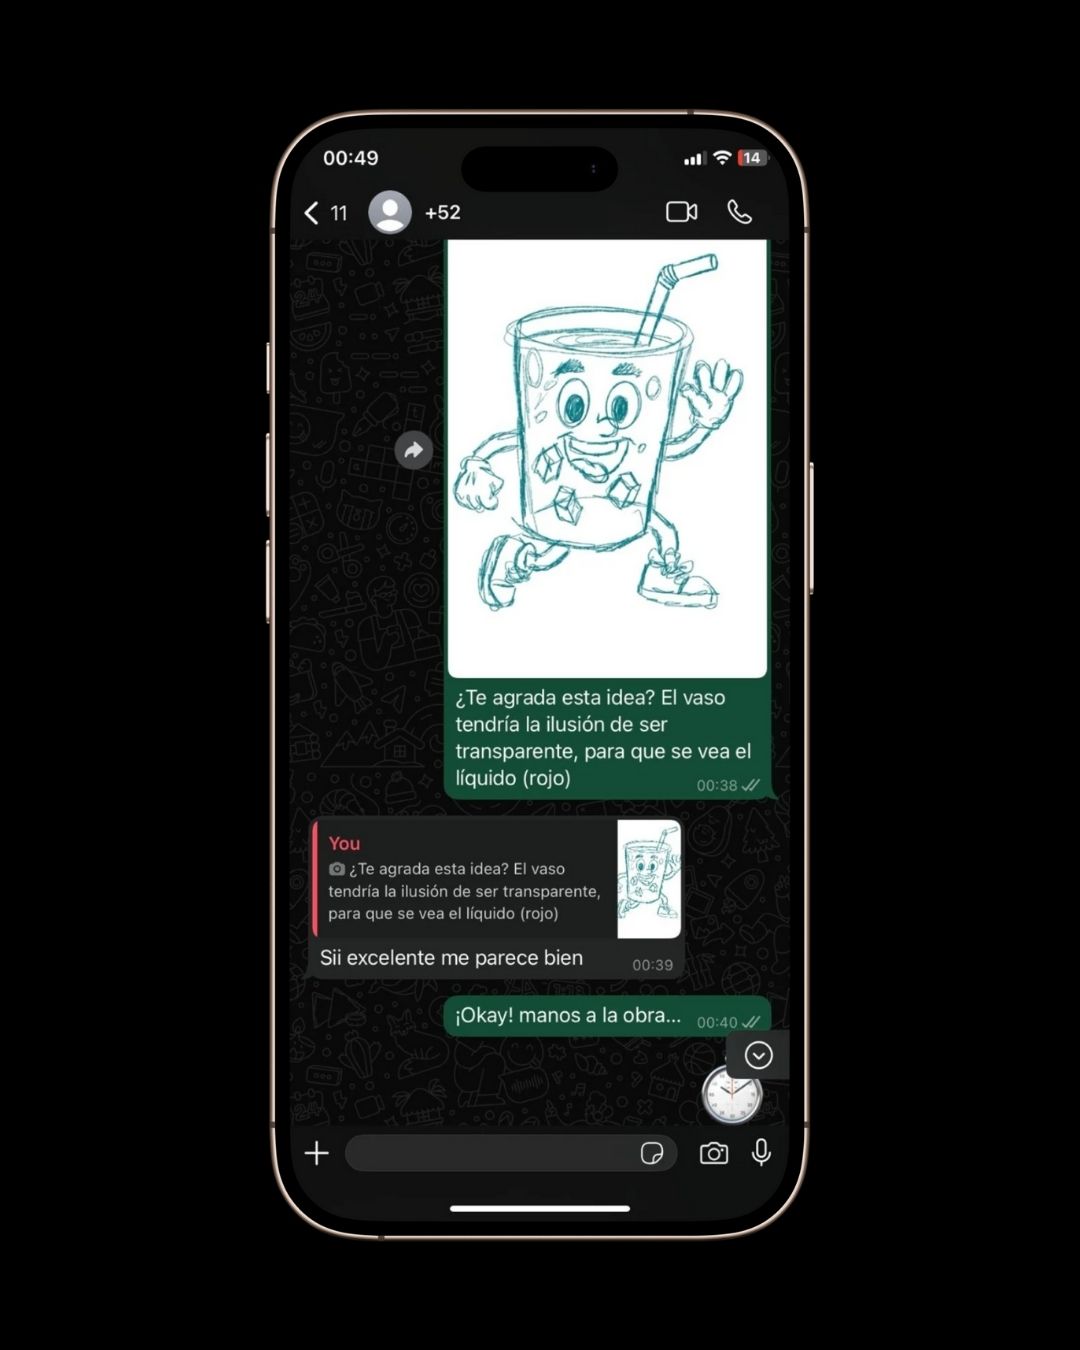 00:49
14
11
+52
¿Te agrada esta idea? El vaso
tendría la ilusión de ser
transparente, para que se vea el
líquido (rojo)
00:38
You
¿Te agrada esta idea? El vaso
tendría la ilusión de ser transparente,
para que se vea el líquido (rojo)
Sii excelente me parece bien
00:39
¡Okay! manos a la obra...
00:40